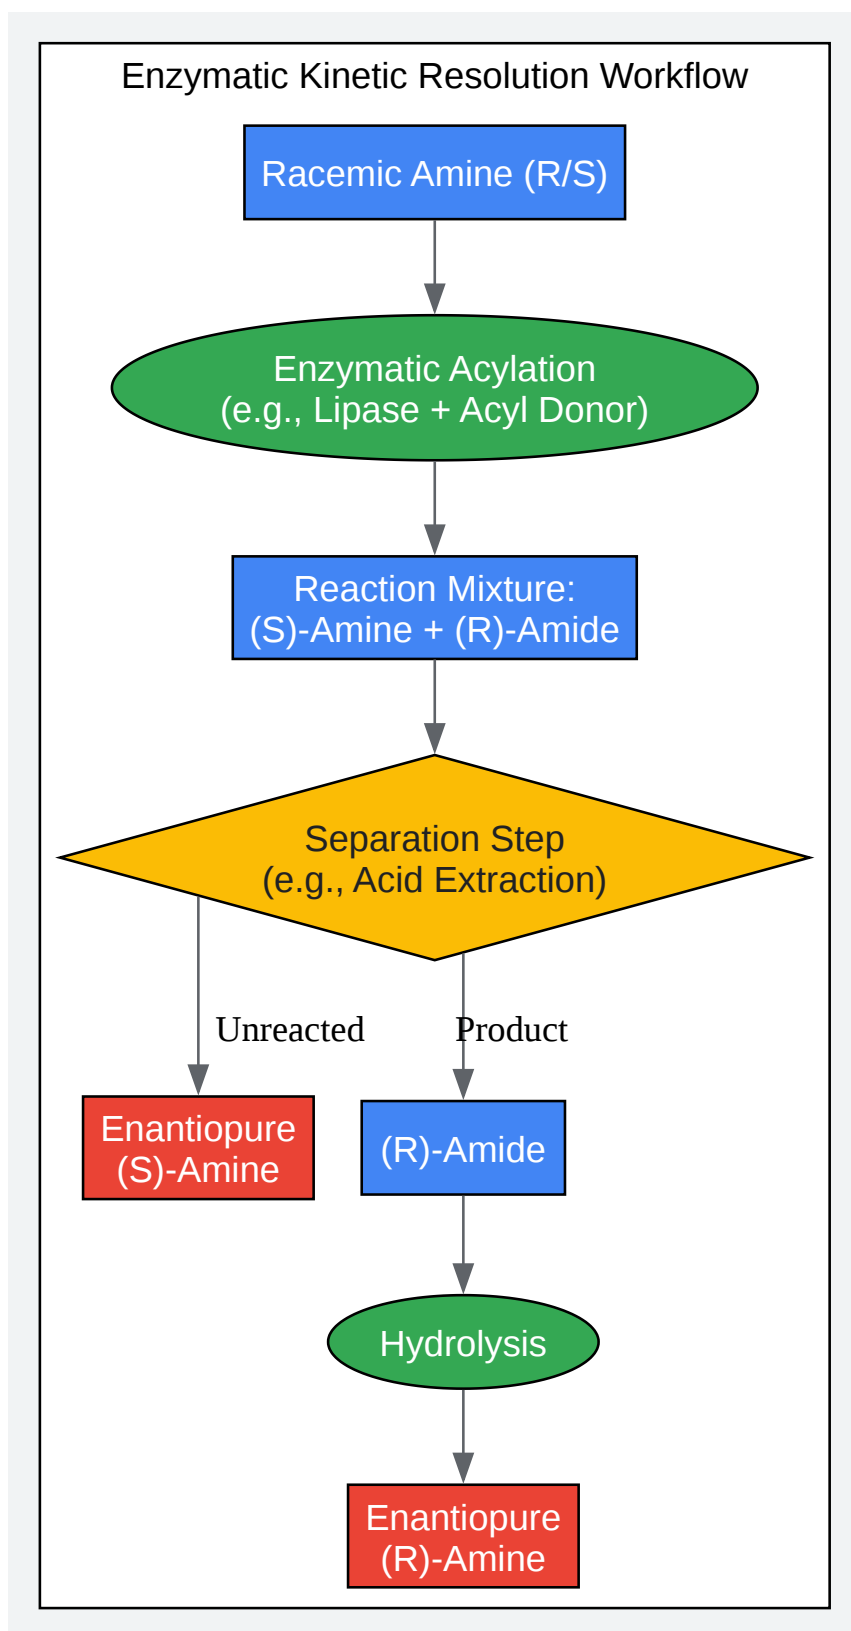 Enzymatic Kinetic Resolution Workflow
Racemic Amine (R/S)
Enzymatic Acylation
(e.g., Lipase + Acyl Donor)
Reaction Mixture:
(S)-Amine + (R)-Amide
Separation Step
(e.g., Acid Extraction)
Unreacted
Product
Enantiopure
(S)-Amine
(R)-Amide
Hydrolysis
Enantiopure
(R)-Amine